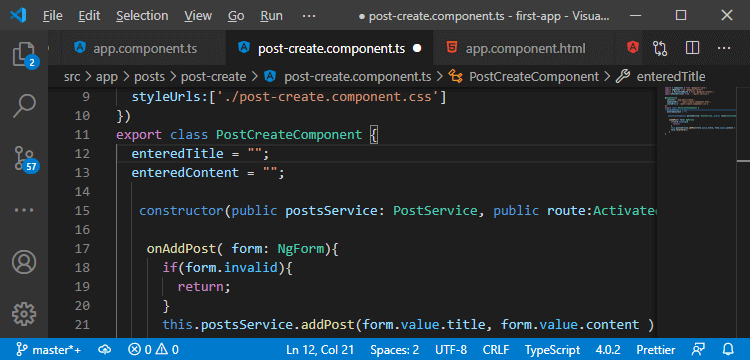 File Edit Selection View Go Run ··· ● post-create.component.ts - first-app - Visua...
app.component.ts post-create.component.ts ● app.component.html
src > app > posts > post-create > post-create.component.ts > PostCreateComponent > enteredTitle
2
57
9 styleUrls:['./post-create.component.css']
10 })
11 export class PostCreateComponent {
12 enteredTitle = "";
13 enteredContent = "";
14
15 constructor(public postsService: PostService, public route:Activate
16
17 onAddPost( form: NgForm){
18 if(form.invalid){
19 return;
20 }
21 this.postsService.addPost(form.value.title, form.value.content )
master*+ 0 0 Ln 12, Col 21 Spaces: 2 UTF-8 CRLF TypeScript 4.0.2 Prettier